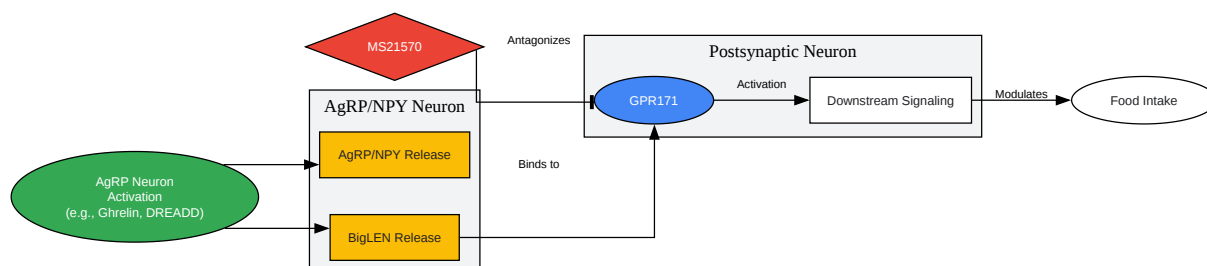 MS21570
Antagonizes
Postsynaptic Neuron
GPR171
Activation
Downstream Signaling
Modulates
Food Intake
AgRP/NPY Neuron
AgRP/NPY Release
Binds to
AgRP Neuron
Activation
(e.g., Ghrelin, DREADD)
BigLEN Release